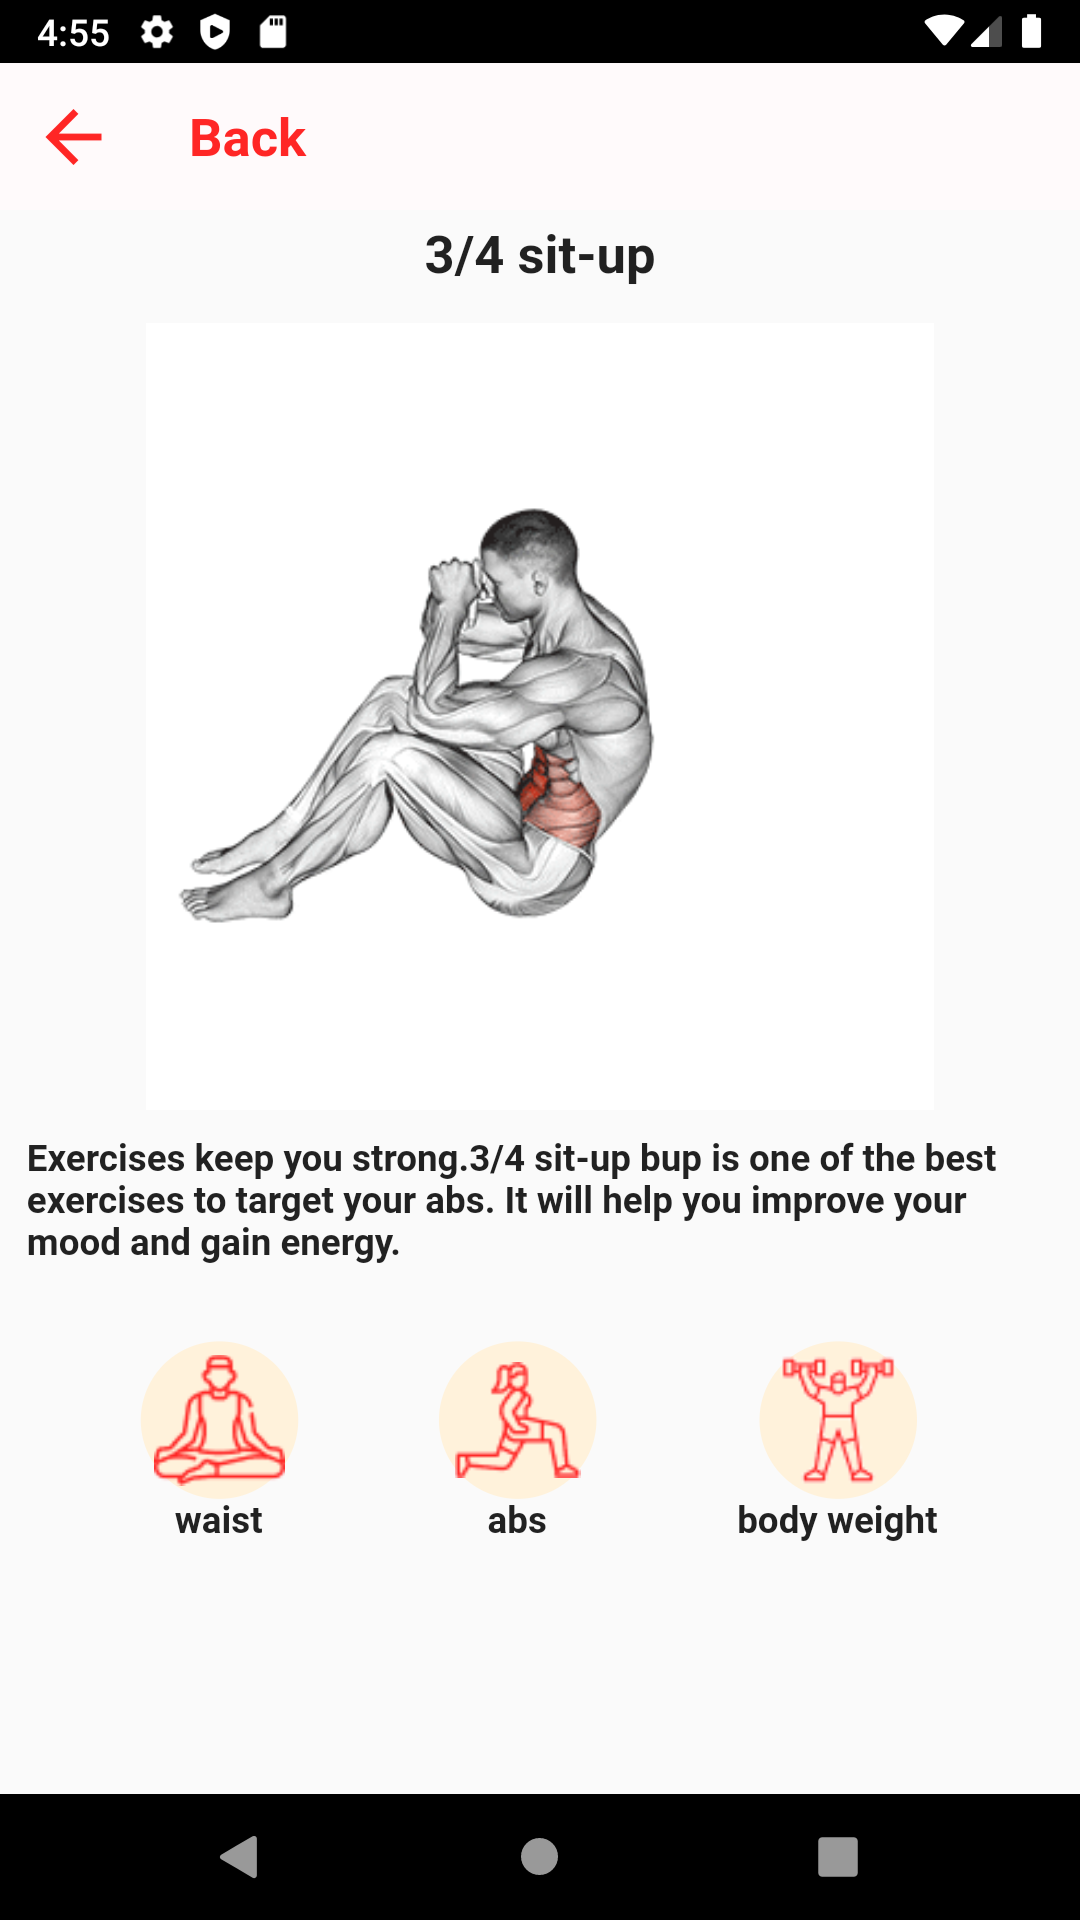 4:55
Back
3/4 sit-up
Exercises keep you strong.3/4 sit-up bup is one of the best
exercises to target your abs. It will help you improve your
mood and gain energy.
waist
abs
body weight